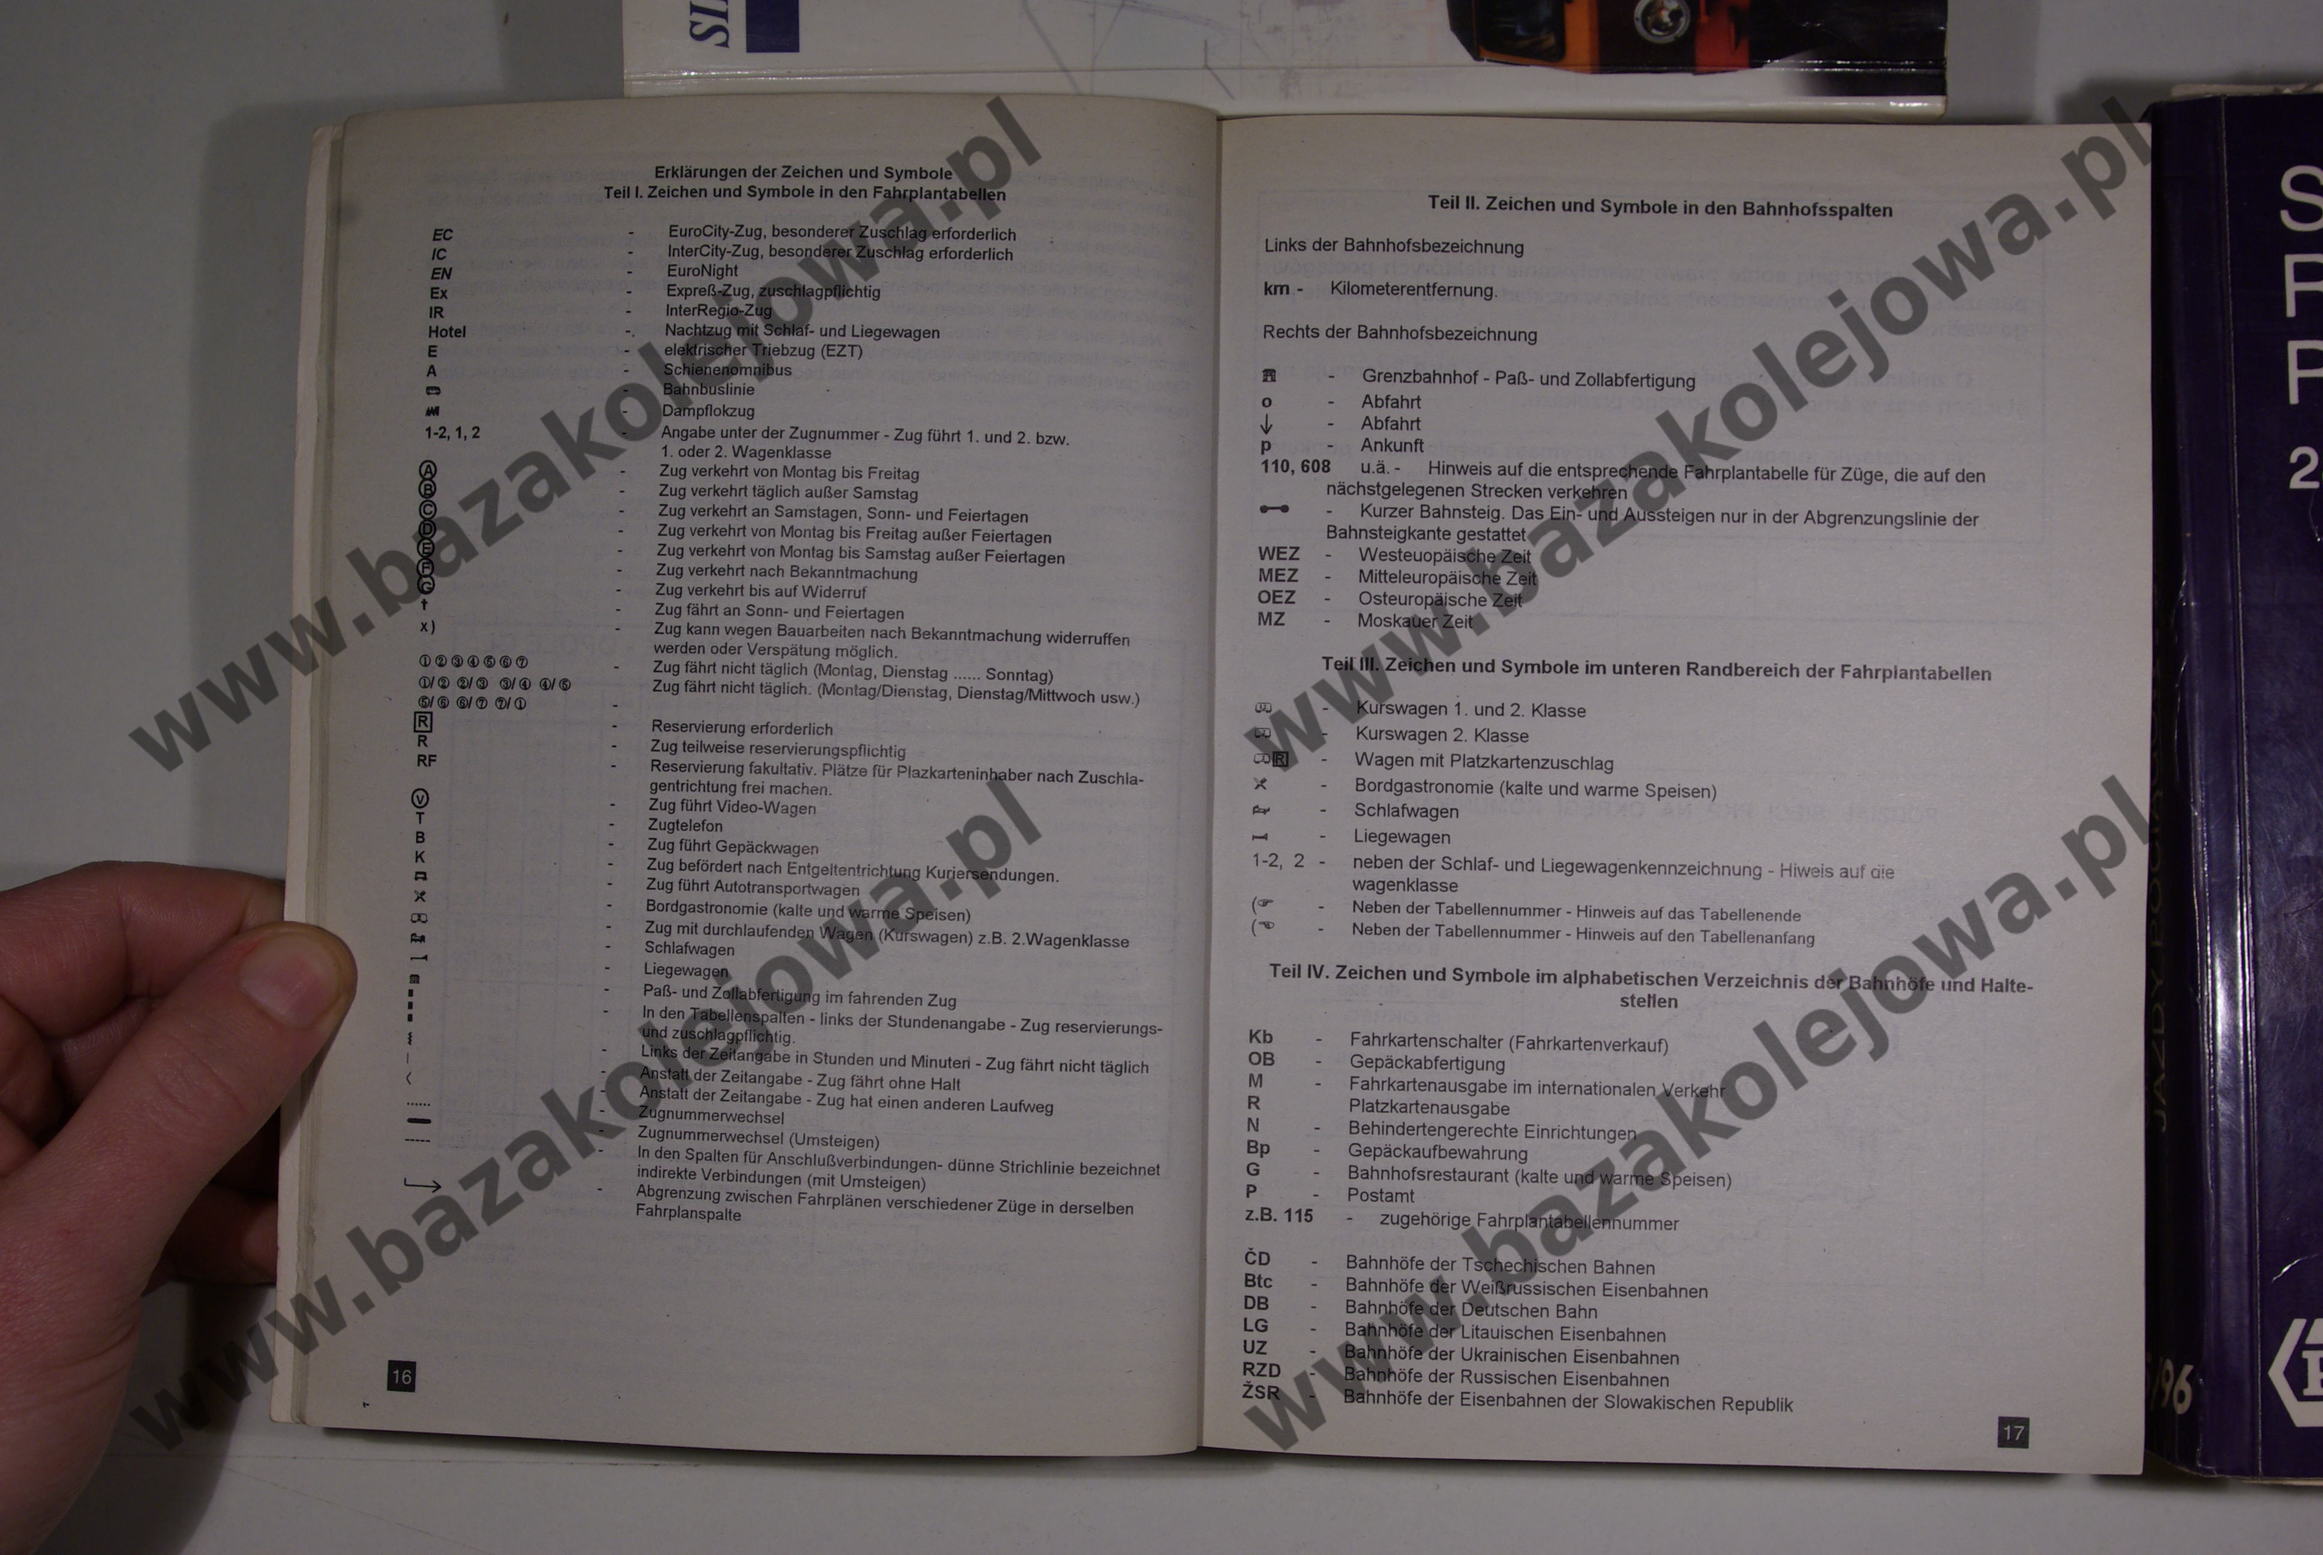 Erklärungen der Zeichen und Symbole
Teil I. Zeichen und Symbole in den Fahrplantabellen
EC - EuroCity-Zug, besonderer Zuschlag erforderlich
IC - InterCity-Zug, besonderer Zuschlag erforderlich
EN - EuroNight
Ex - Expreß-Zug, zuschlagpflichtig
IR - InterRegio-Zug
Hotel - Nachtzug mit Schlaf- und Liegewagen
E - elektrischer Triebzug (EZT)
A - Schienenomnibus
- Bahnbuslinie
- Dampflokzug
1-2, 1, 2 - Angabe unter der Zugnummer - Zug führt 1. und 2. bzw.
1. oder 2. Wagenklasse
Ⓐ - Zug verkehrt von Montag bis Freitag
Ⓑ - Zug verkehrt täglich außer Samstag
Ⓒ - Zug verkehrt an Samstagen, Sonn- und Feiertagen
Ⓓ - Zug verkehrt von Montag bis Freitag außer Feiertagen
Ⓔ - Zug verkehrt von Montag bis Samstag außer Feiertagen
Ⓕ - Zug verkehrt nach Bekanntmachung
Ⓖ - Zug verkehrt bis auf Widerruf
† - Zug fährt an Sonn- und Feiertagen
x) - Zug kann wegen Bauarbeiten nach Bekanntmachung widerruffen
werden oder Verspätung möglich.
①②③④⑤⑥⑦ - Zug fährt nicht täglich (Montag, Dienstag ...... Sonntag)
①/② ②/③ ③/④ ④/⑤ Zug fährt nicht täglich. (Montag/Dienstag, Dienstag/Mittwoch usw.)
⑤/⑥ ⑥/⑦ ⑦/① -
R - Reservierung erforderlich
R - Zug teilweise reservierungspflichtig
RF - Reservierung fakultativ. Plätze für Plazkarteninhaber nach Zuschla-
gentrichtung frei machen.
Ⓥ - Zug führt Video-Wagen
T - Zugtelefon
B - Zug führt Gepäckwagen
K - Zug befördert nach Entgeltentrichtung Kuriersendungen.
- Zug führt Autotransportwagen
- Bordgastronomie (kalte und warme Speisen)
- Zug mit durchlaufenden Wagen (Kurswagen) z.B. 2.Wagenklasse
- Schlafwagen
- Liegewagen
- Paß- und Zollabfertigung im fahrenden Zug
- In den Tabellenspalten - links der Stundenangabe - Zug reservierungs-
und zuschlagpflichtig.
- Links der Zeitangabe in Stunden und Minuten - Zug fährt nicht täglich
| - Anstatt der Zeitangabe - Zug fährt ohne Halt
< - Anstatt der Zeitangabe - Zug hat einen anderen Laufweg
...... - Zugnummerwechsel
- Zugnummerwechsel (Umsteigen)
----- - In den Spalten für Anschlußverbindungen- dünne Strichlinie bezeichnet
indirekte Verbindungen (mit Umsteigen)
- Abgrenzung zwischen Fahrplänen verschiedener Züge in derselben
Fahrplanspalte
16
Teil II. Zeichen und Symbole in den Bahnhofsspalten
Links der Bahnhofsbezeichnung
km - Kilometerentfernung.
Rechts der Bahnhofsbezeichnung
- Grenzbahnhof - Paß- und Zollabfertigung
o - Abfahrt
↓ - Abfahrt
p - Ankunft
110, 608 u.ä. - Hinweis auf die entsprechende Fahrplantabelle für Züge, die auf den
nächstgelegenen Strecken verkehren
- Kurzer Bahnsteig. Das Ein- und Aussteigen nur in der Abgrenzungslinie der
Bahnsteigkante gestattet
WEZ - Westeuopäische Zeit
MEZ - Mitteleuropäische Zeit
OEZ - Osteuropäische Zeit
MZ - Moskauer Zeit
Teil III. Zeichen und Symbole im unteren Randbereich der Fahrplantabellen
- Kurswagen 1. und 2. Klasse
- Kurswagen 2. Klasse
R - Wagen mit Platzkartenzuschlag
- Bordgastronomie (kalte und warme Speisen)
- Schlafwagen
- Liegewagen
1-2, 2 - neben der Schlaf- und Liegewagenkennzeichnung - Hiweis auf die
wagenklasse
(☞ - Neben der Tabellennummer - Hinweis auf das Tabellenende
(☜ - Neben der Tabellennummer - Hinweis auf den Tabellenanfang
Teil IV. Zeichen und Symbole im alphabetischen Verzeichnis der Bahnhöfe und Halte-
stellen
Kb - Fahrkartenschalter (Fahrkartenverkauf)
OB - Gepäckabfertigung
M - Fahrkartenausgabe im internationalen Verkehr
R Platzkartenausgabe
N - Behindertengerechte Einrichtungen
Bp - Gepäckaufbewahrung
G - Bahnhofsrestaurant (kalte und warme Speisen)
P - Postamt
z.B. 115 - zugehörige Fahrplantabellennummer
ČD - Bahnhöfe der Tschechischen Bahnen
Btc - Bahnhöfe der Weißrussischen Eisenbahnen
DB - Bahnhöfe der Deutschen Bahn
LG - Bahnhöfe der Litauischen Eisenbahnen
UZ - Bahnhöfe der Ukrainischen Eisenbahnen
RZD - Bahnhöfe der Russischen Eisenbahnen
ŽSR - Bahnhöfe der Eisenbahnen der Slowakischen Republik
17
www.bazakolejowa.pl
www.bazakolejowa.pl
www.bazakolejowa.pl
www.bazakolejowa.pl